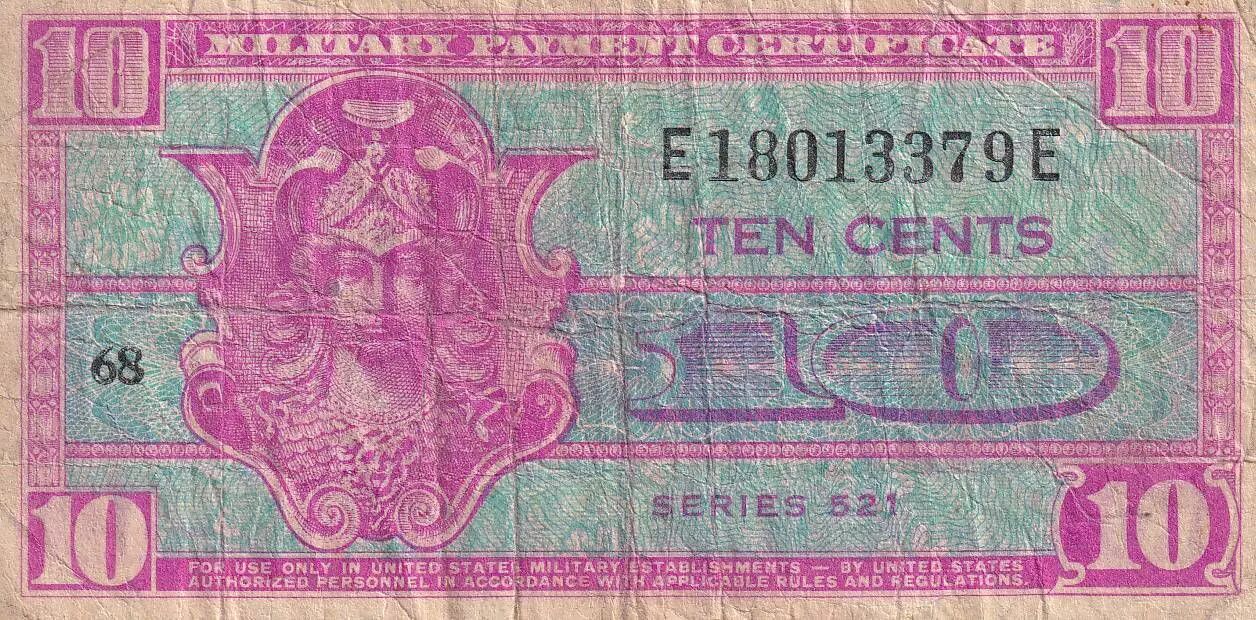 10 MILITARY PAYMENT CERTIFICATE 10
E18013379E
TEN CENTS
68
10
SERIES 521
10 10
FOR USE ONLY IN UNITED STATES MILITARY ESTABLISHMENTS — BY UNITED STATES
AUTHORIZED PERSONNEL IN ACCORDANCE WITH APPLICABLE RULES AND REGULATIONS.